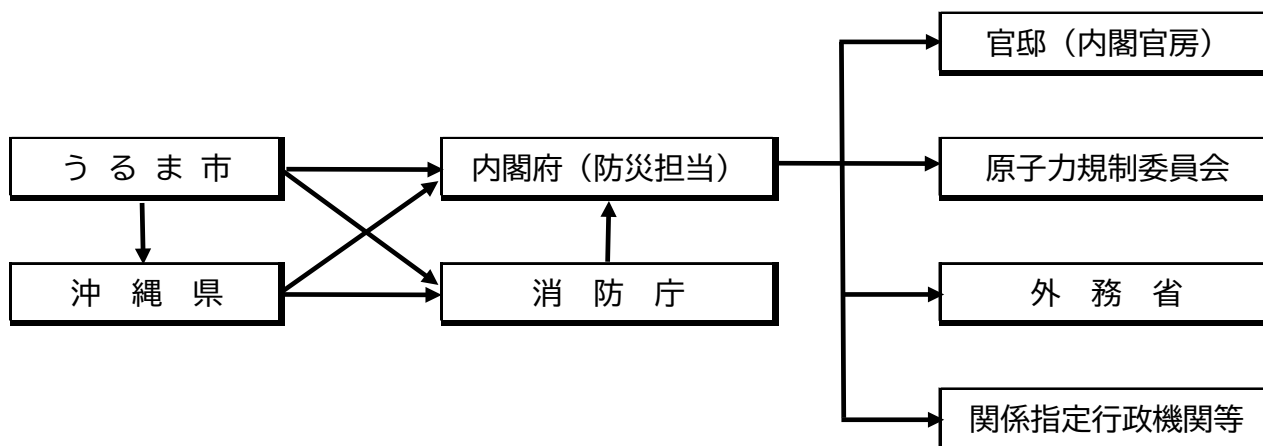 官邸（内閣官房）
う る ま 市
内閣府（防災担当）
原子力規制委員会
沖 縄 県
消 防 庁
外 務 省
関係指定行政機関等